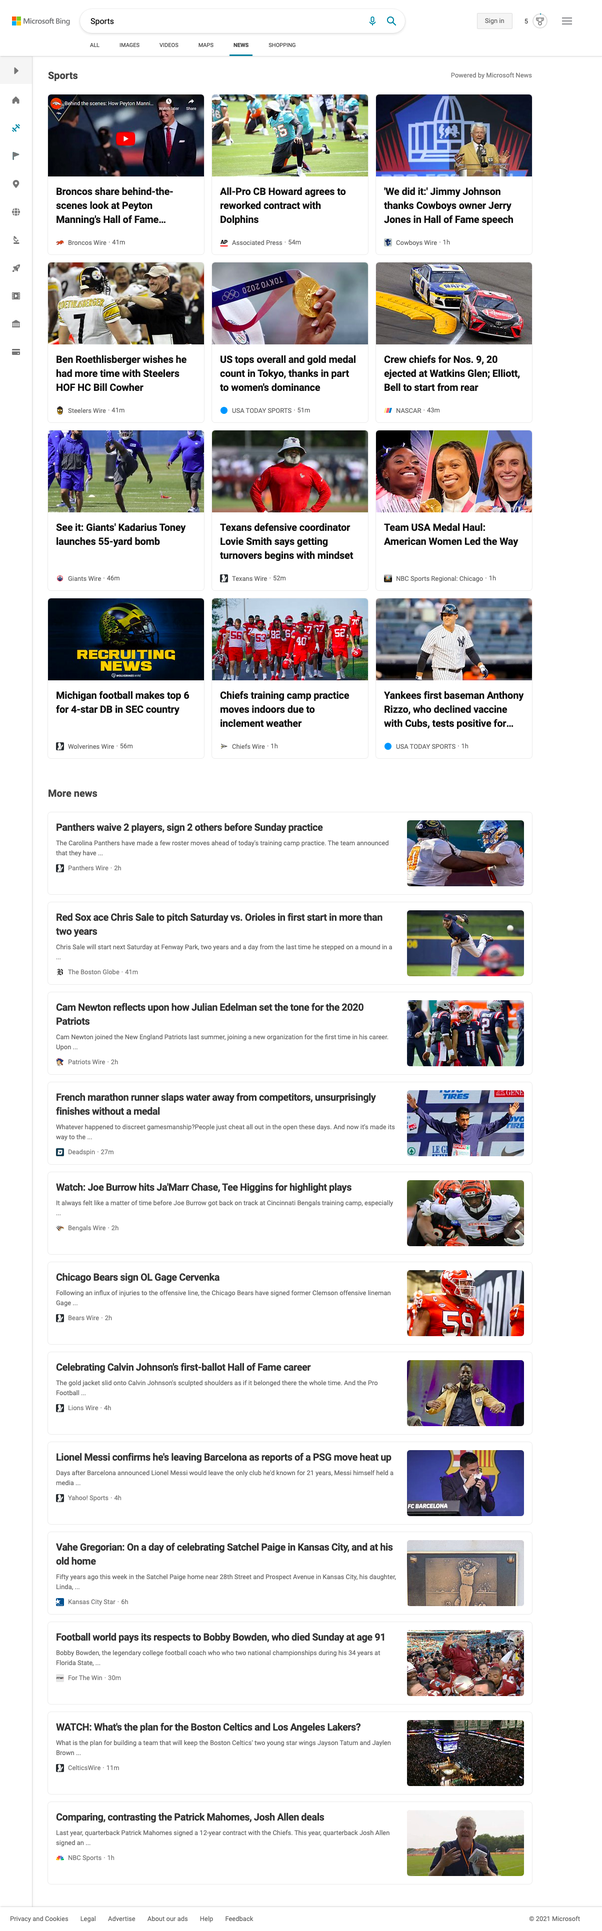 Microsoft Bing
Sports
Sign in
5
ALL IMAGES VIDEOS MAPS NEWS SHOPPING
Sports
Powered by Microsoft News
Behind the scenes: How Peyton Manni...
Share
Broncos share behind-the-
scenes look at Peyton
Manning's Hall of Fame…
Broncos Wire · 41m
All-Pro CB Howard agrees to
reworked contract with
Dolphins
AP Associated Press · 54m
'We did it:' Jimmy Johnson
thanks Cowboys owner Jerry
Jones in Hall of Fame speech
Cowboys Wire · 1h
7
Ben Roethlisberger wishes he
had more time with Steelers
HOF HC Bill Cowher
Steelers Wire · 41m
TOKYO 2020
US tops overall and gold medal
count in Tokyo, thanks in part
to women's dominance
USA TODAY SPORTS · 51m
NAPA
Crew chiefs for Nos. 9, 20
ejected at Watkins Glen; Elliott,
Bell to start from rear
NASCAR · 43m
See it: Giants' Kadarius Toney
launches 55-yard bomb
Giants Wire · 46m
Texans defensive coordinator
Lovie Smith says getting
turnovers begins with mindset
Texans Wire · 52m
Team USA Medal Haul:
American Women Led the Way
NBC Sports Regional: Chicago · 1h
RECRUITING
NEWS
Michigan football makes top 6
for 4-star DB in SEC country
Wolverines Wire · 56m
Chiefs training camp practice
moves indoors due to
inclement weather
Chiefs Wire · 1h
Yankees first baseman Anthony
Rizzo, who declined vaccine
with Cubs, tests positive for…
USA TODAY SPORTS · 1h
More news
Panthers waive 2 players, sign 2 others before Sunday practice
The Carolina Panthers have made a few roster moves ahead of today's training camp practice. The team announced
that they have ...
Panthers Wire · 2h
Red Sox ace Chris Sale to pitch Saturday vs. Orioles in first start in more than
two years
Chris Sale will start next Saturday at Fenway Park, two years and a day from the last time he stepped on a mound in a
...
The Boston Globe · 41m
Cam Newton reflects upon how Julian Edelman set the tone for the 2020
Patriots
Cam Newton joined the New England Patriots last summer, joining a new organization for the first time in his career.
Upon ...
Patriots Wire · 2h
11
French marathon runner slaps water away from competitors, unsurprisingly
finishes without a medal
Whatever happened to discreet gamesmanship?People just cheat all out in the open these days. And now it's made its
way to the ...
Deadspin · 27m
Watch: Joe Burrow hits Ja'Marr Chase, Tee Higgins for highlight plays
It always felt like a matter of time before Joe Burrow got back on track at Cincinnati Bengals training camp, especially
...
Bengals Wire · 2h
Chicago Bears sign OL Gage Cervenka
Following an influx of injuries to the offensive line, the Chicago Bears have signed former Clemson offensive lineman
Gage ...
Bears Wire · 2h
59
Celebrating Calvin Johnson's first-ballot Hall of Fame career
The gold jacket slid onto Calvin Johnson's sculpted shoulders as if it belonged there the whole time. And the Pro
Football ...
Lions Wire · 4h
Lionel Messi confirms he's leaving Barcelona as reports of a PSG move heat up
Days after Barcelona announced Lionel Messi would leave the only club he'd known for 21 years, Messi himself held a
media ...
Yahoo! Sports · 4h
FC BARCELONA
Vahe Gregorian: On a day of celebrating Satchel Paige in Kansas City, and at his
old home
Fifty years ago this week in the Satchel Paige home near 28th Street and Prospect Avenue in Kansas City, his daughter,
Linda, ...
Kansas City Star · 6h
Football world pays its respects to Bobby Bowden, who died Sunday at age 91
Bobby Bowden, the legendary college football coach who who two national championships during his 34 years at
Florida State, ...
For The Win · 30m
WATCH: What's the plan for the Boston Celtics and Los Angeles Lakers?
What is the plan for building a team that will keep the Boston Celtics' two young star wings Jayson Tatum and Jaylen
Brown ...
CelticsWire · 11m
Comparing, contrasting the Patrick Mahomes, Josh Allen deals
Last year, quarterback Patrick Mahomes signed a 12-year contract with the Chiefs. This year, quarterback Josh Allen
signed an ...
NBC Sports · 1h
Privacy and Cookies Legal Advertise About our ads Help Feedback
© 2021 Microsoft